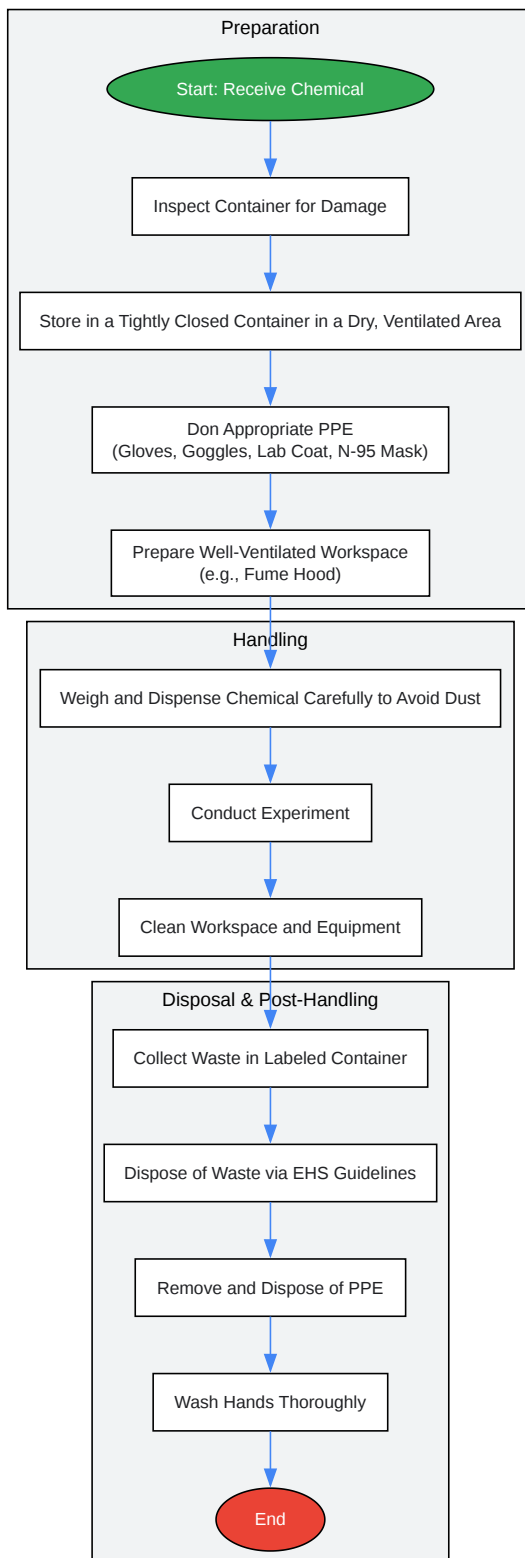 Preparation
Start: Receive Chemical
Inspect Container for Damage
Store in a Tightly Closed Container in a Dry, Ventilated Area
Don Appropriate PPE
(Gloves, Goggles, Lab Coat, N-95 Mask)
Prepare Well-Ventilated Workspace
(e.g., Fume Hood)
Handling
Weigh and Dispense Chemical Carefully to Avoid Dust
Conduct Experiment
Clean Workspace and Equipment
Disposal & Post-Handling
Collect Waste in Labeled Container
Dispose of Waste via EHS Guidelines
Remove and Dispose of PPE
Wash Hands Thoroughly
End